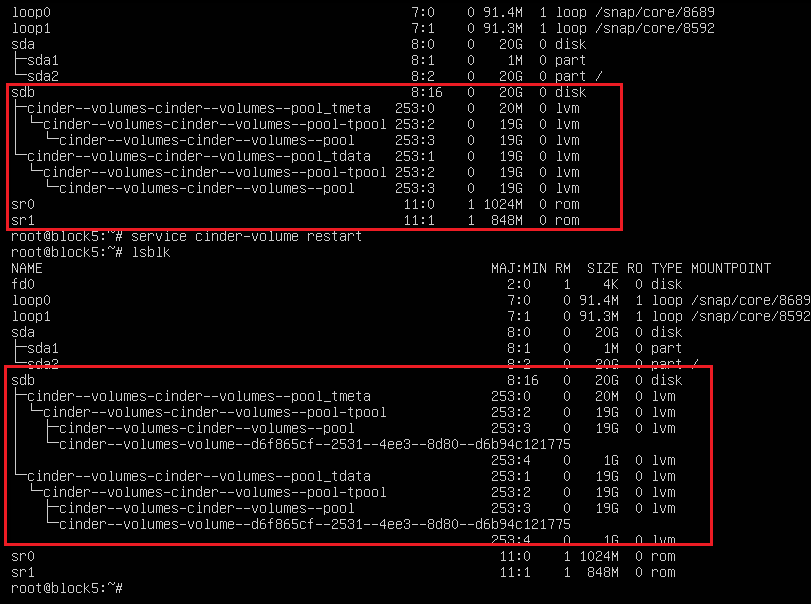 loop0 7:0 0 91.4M 1 loop /snap/core/8689
loop1 7:1 0 91.3M 1 loop /snap/core/8592
sda 8:0 0 20G 0 disk
├─sda1 8:1 0 1M 0 part
└─sda2 8:2 0 20G 0 part /
sdb 8:16 0 20G 0 disk
├─cinder--volumes-cinder--volumes--pool_tmeta 253:0 0 20M 0 lvm
│ └─cinder--volumes-cinder--volumes--pool-tpool 253:2 0 19G 0 lvm
│   └─cinder--volumes-cinder--volumes--pool 253:3 0 19G 0 lvm
└─cinder--volumes-cinder--volumes--pool_tdata 253:1 0 19G 0 lvm
  └─cinder--volumes-cinder--volumes--pool-tpool 253:2 0 19G 0 lvm
    └─cinder--volumes-cinder--volumes--pool 253:3 0 19G 0 lvm
sr0 11:0 1 1024M 0 rom
sr1 11:1 1 848M 0 rom
root@block5:~# service cinder-volume restart
root@block5:~# lsblk
NAME MAJ:MIN RM SIZE RO TYPE MOUNTPOINT
fd0 2:0 1 4K 0 disk
loop0 7:0 0 91.4M 1 loop /snap/core/8689
loop1 7:1 0 91.3M 1 loop /snap/core/8592
sda 8:0 0 20G 0 disk
├─sda1 8:1 0 1M 0 part
└─sda2 8:2 0 20G 0 part /
sdb 8:16 0 20G 0 disk
├─cinder--volumes-cinder--volumes--pool_tmeta 253:0 0 20M 0 lvm
│ └─cinder--volumes-cinder--volumes--pool-tpool 253:2 0 19G 0 lvm
│   ├─cinder--volumes-cinder--volumes--pool 253:3 0 19G 0 lvm
│   └─cinder--volumes-volume--d6f865cf--2531--4ee3--8d80--d6b94c121775
│ 253:4 0 1G 0 lvm
└─cinder--volumes-cinder--volumes--pool_tdata 253:1 0 19G 0 lvm
  └─cinder--volumes-cinder--volumes--pool-tpool 253:2 0 19G 0 lvm
    ├─cinder--volumes-cinder--volumes--pool 253:3 0 19G 0 lvm
    └─cinder--volumes-volume--d6f865cf--2531--4ee3--8d80--d6b94c121775
253:4 0 1G 0 lvm
sr0 11:0 1 1024M 0 rom
sr1 11:1 1 848M 0 rom
root@block5:~#